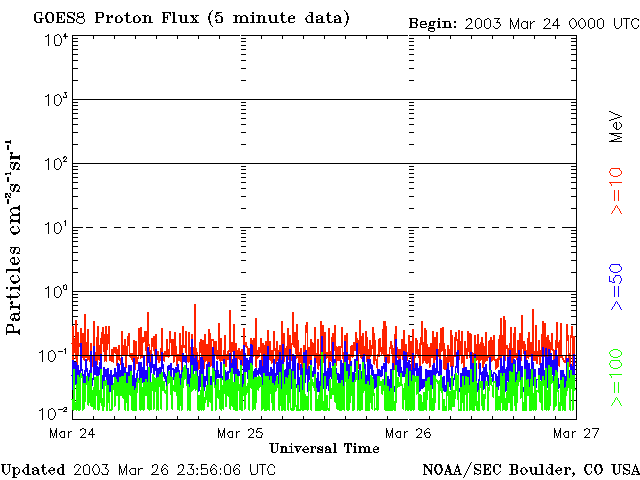 GOES8 Proton Flux (5 minute data)
Begin: 2003 Mar 24 0000 UTC
10⁴
10³
10²
10¹
10⁰
10⁻¹
10⁻²
Particles cm⁻²s⁻¹sr⁻¹
MeV
>=10
>=50
>=100
Mar 24 Mar 25 Mar 26 Mar 27
Universal Time
Updated 2003 Mar 26 23:56:06 UTC
NOAA/SEC Boulder, CO USA